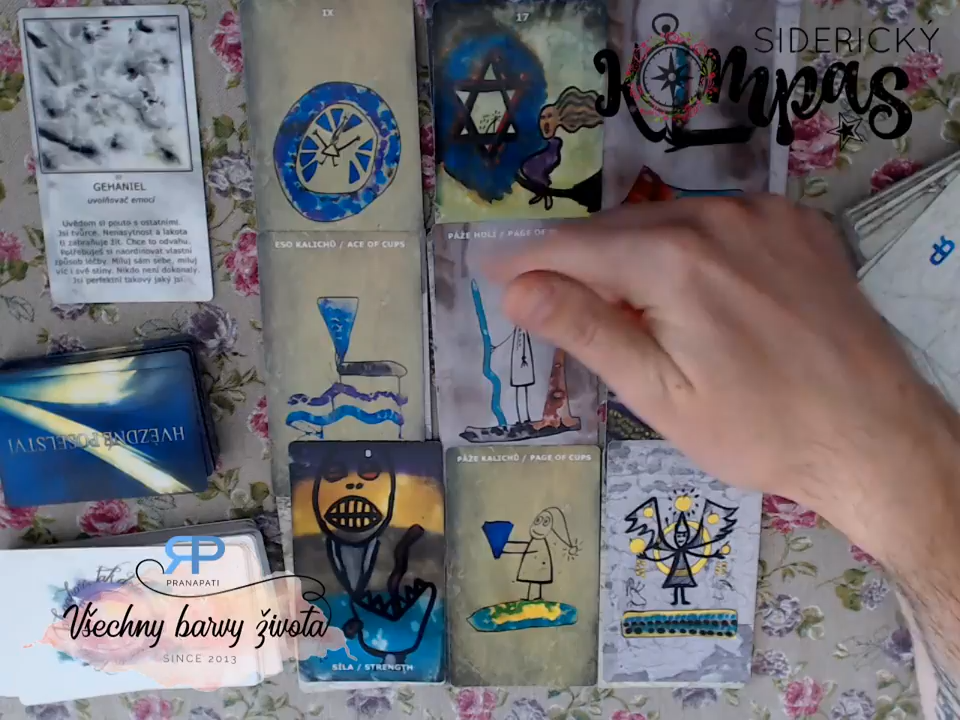 IX
17
SIDERICKÝ
Kompas
GEHANIEL
uvolňovač emocí
Uvědom si pouto s ostatními.
Jsi tvůrce. Nenasytnost a lakota
ti zabraňuje žít. Chce to odvahu.
Potřebuješ si naordinovat vlastní
způsob léčby. Miluj sám sebe, miluj
víc i své stíny. Nikdo není dokonalý.
Jsi perfektní takový jaký jsi.
ESO KALICHŮ / ACE OF CUPS
PÁŽE HOLÍ / PAGE OF
HVĚZDNÉ POSELSTVÍ
8
SÍLA / STRENGTH
PÁŽE KALICHŮ / PAGE OF CUPS
RP
PRANAPATI
Všechny barvy života
SINCE 2013